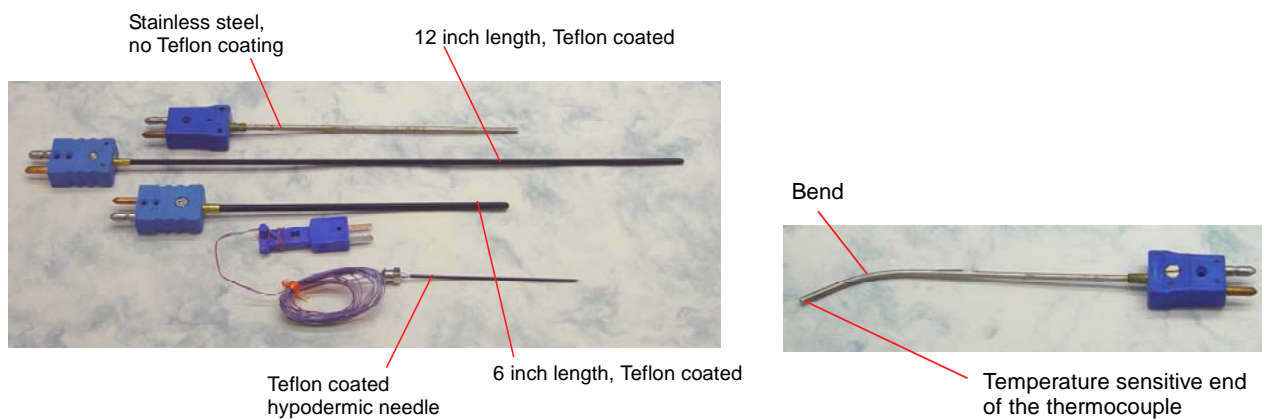 Stainless steel,
no Teflon coating
12 inch length, Teflon coated
Teflon coated
hypodermic needle
6 inch length, Teflon coated
Bend
Temperature sensitive end
of the thermocouple